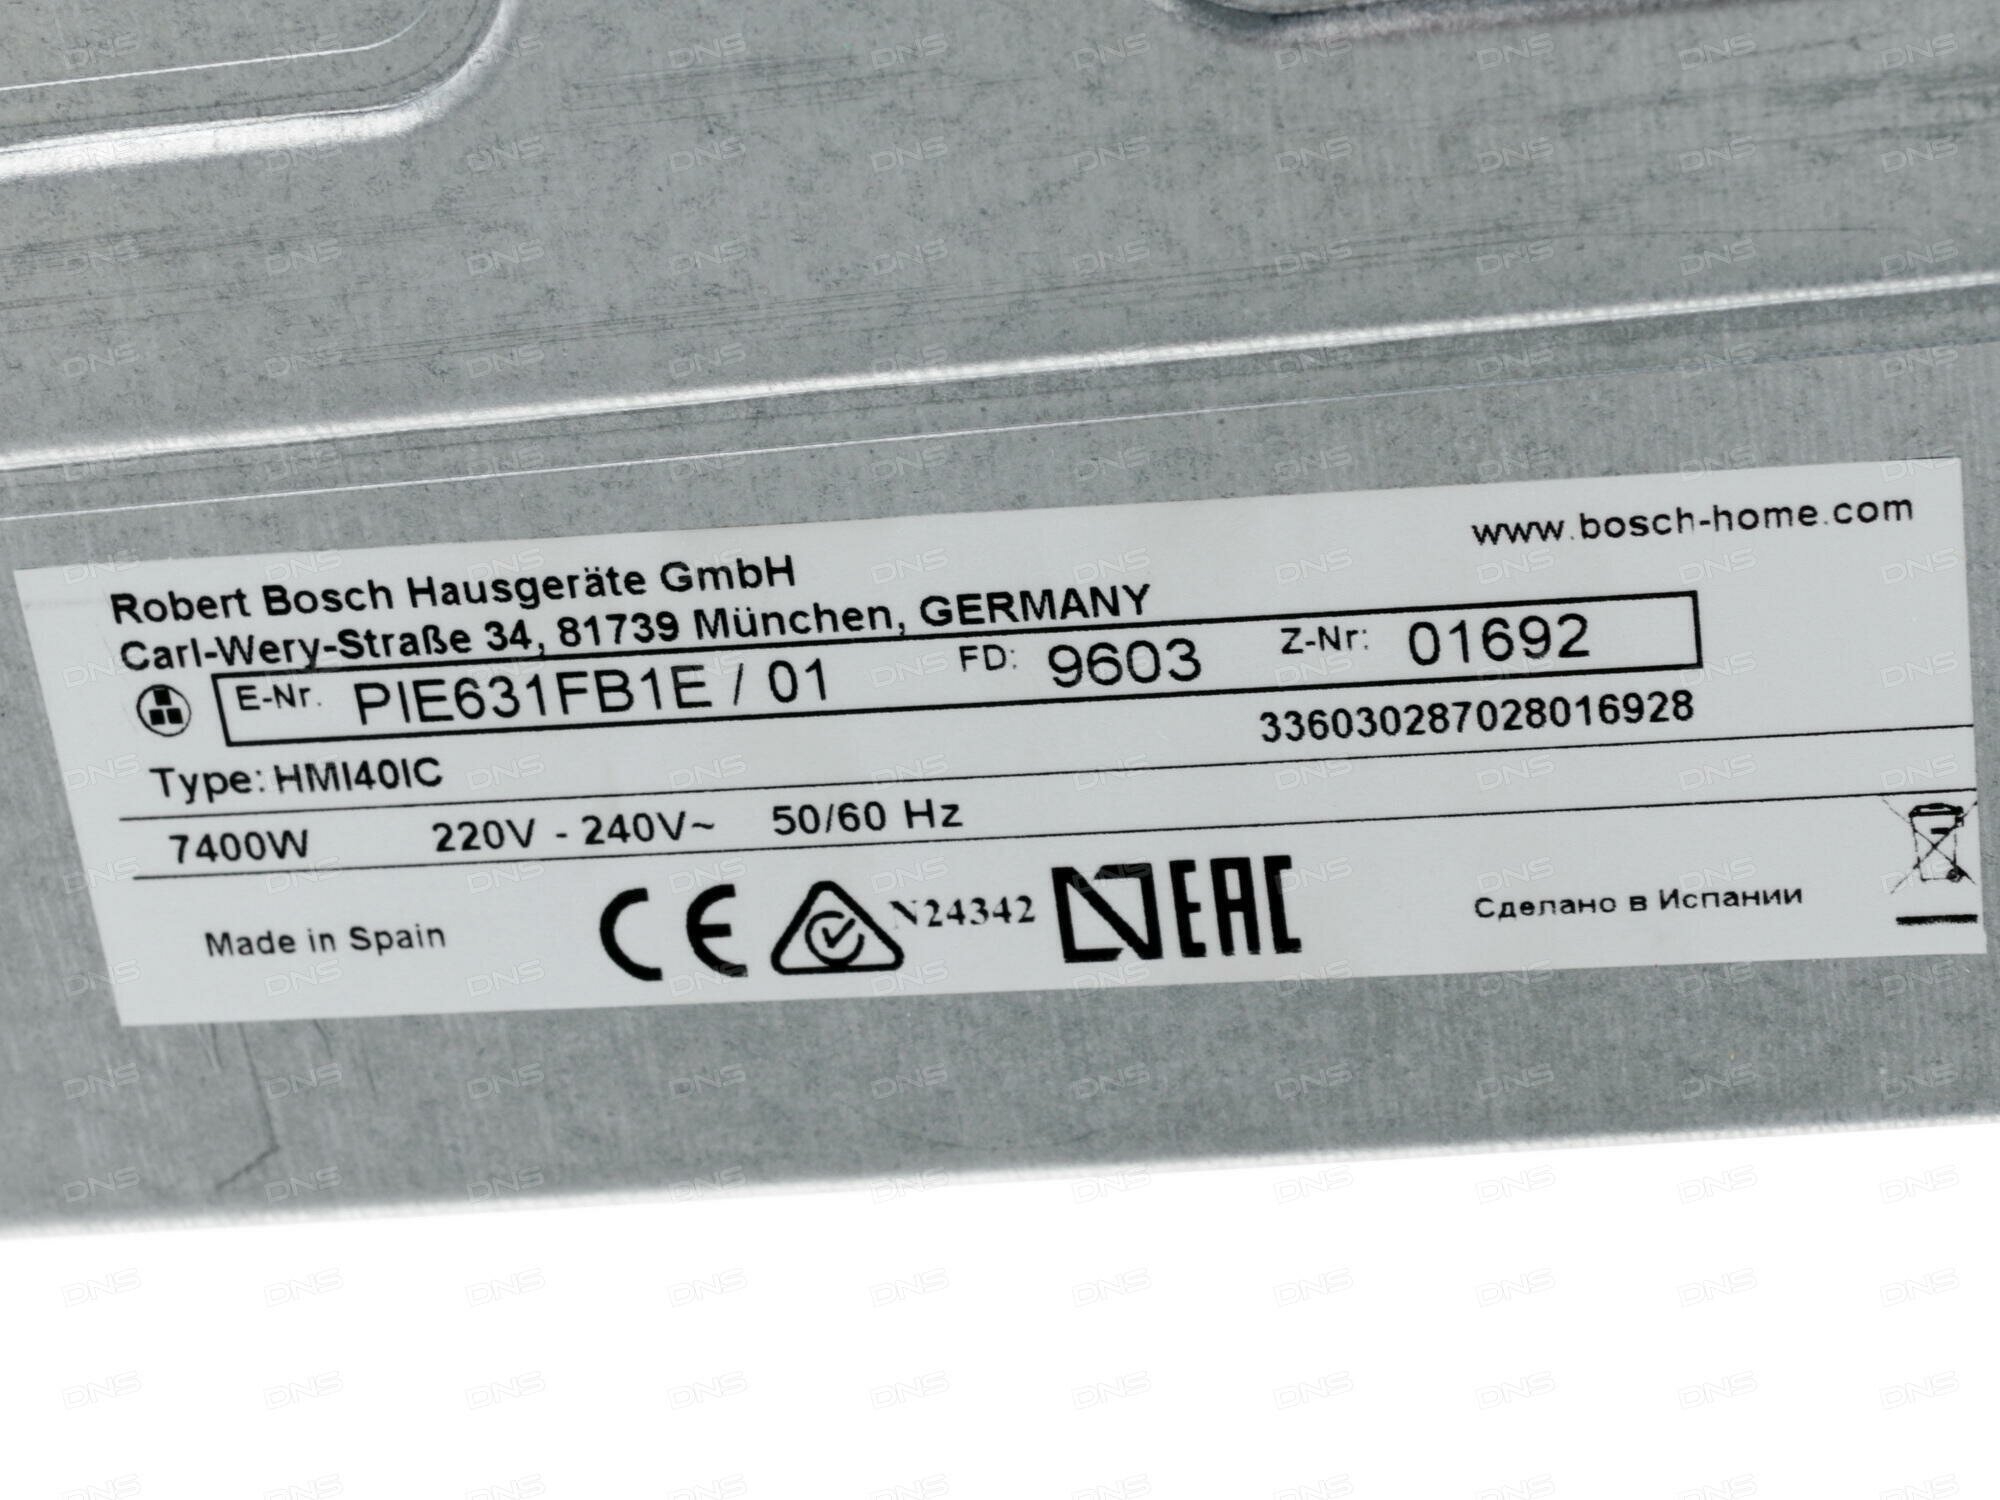 www.bosch-home.com
Robert Bosch Hausgeräte GmbH
Carl-Wery-Straße 34, 81739 München, GERMANY
E-Nr. PIE631FB1E / 01 FD: 9603 Z-Nr: 01692
336030287028016928
Type: HMI40IC
7400W 220V - 240V~ 50/60 Hz
Made in Spain CE N24342 EAC Сделано в Испании
DNS